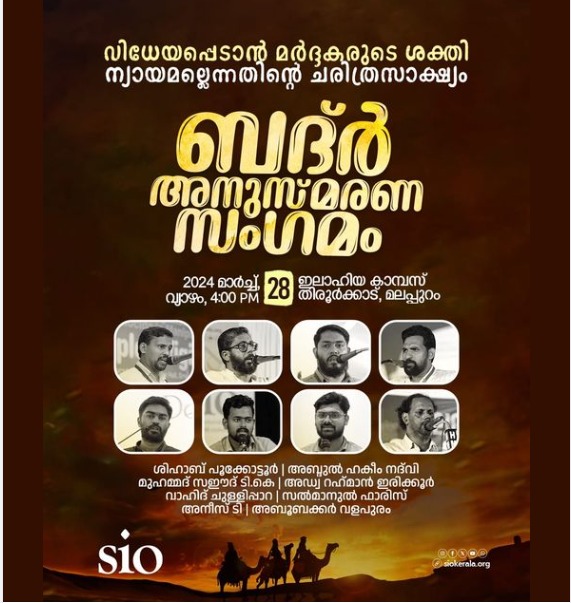 വിധേയപ്പെടാൻ മർദ്ദകരുടെ ശക്തി
ന്യായമല്ലെന്നതിന്റെ ചരിത്രസാക്ഷ്യം
ബദ്ർ
അനുസ്മരണ
സംഗമം
2024 മാർച്ച്, 28 ഇലാഹിയ കാമ്പസ്
വ്യാഴം, 4:00 PM തിരൂർക്കാട്, മലപ്പുറം
ശിഹാബ് പൂക്കോട്ടൂർ | അബ്ദുൽ ഹകീം നദ്‌വി
മുഹമ്മദ് സഈദ് ടി.കെ | അഡ്വ റഹ്മാൻ ഇരിക്കൂർ
വാഹിദ് ചുള്ളിപ്പാറ | സൽമാനുൽ ഫാരിസ്
അനീസ് ടി | അബൂബക്കർ വളപുരം
sio
siokerala.org